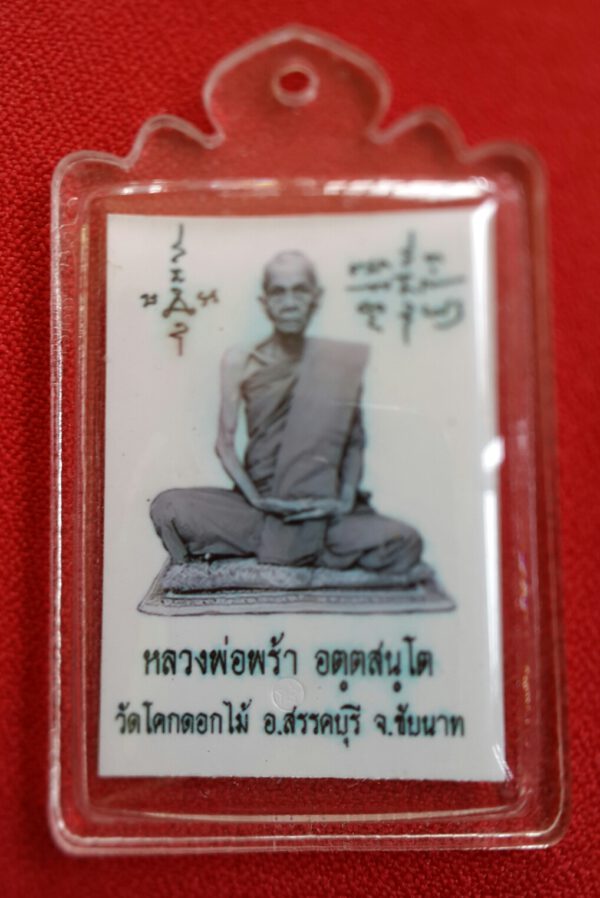 หลวงพ่อพร้า อตฺตสนฺโต
วัดโคกดอกไม้ อ.สรรคบุรี จ.ชัยนาท